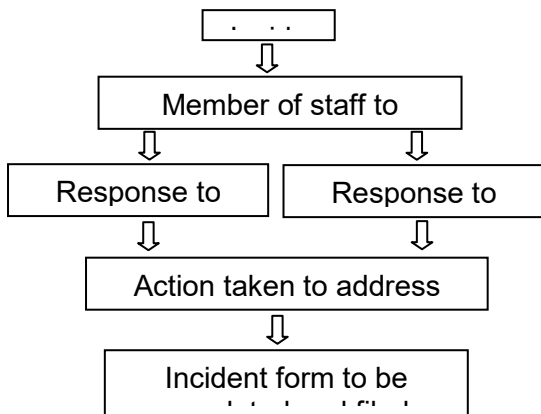 Member of staff to
Response to
Response to
Action taken to address
Incident form to be